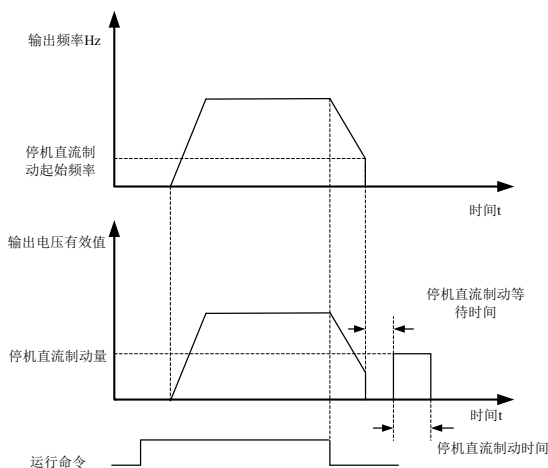 输出频率Hz
停机直流制
动起始频率
时间t
输出电压有效值
停机直流制动等
待时间
停机直流制动量
时间t
停机直流制动时间
运行命令